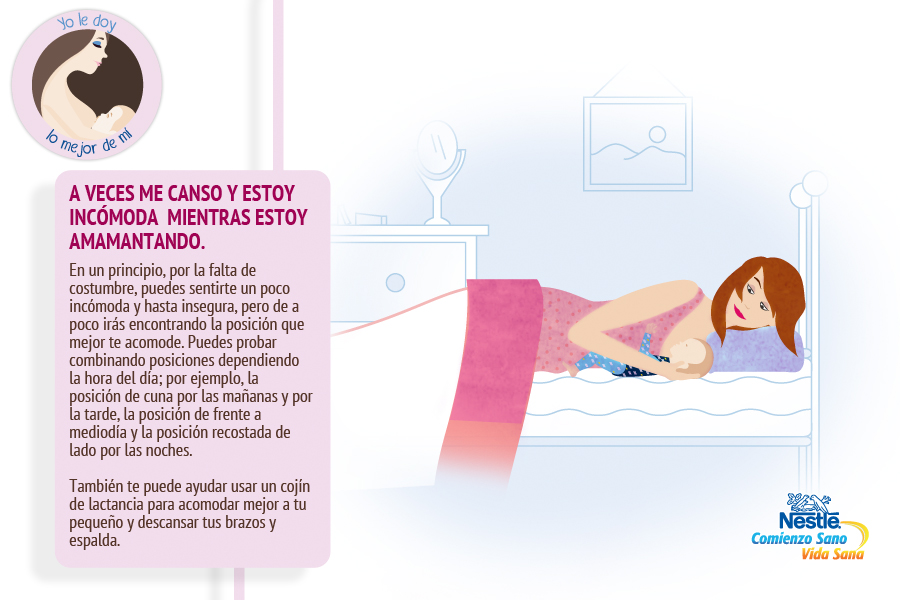 Yo le doy
lo mejor de mí
A VECES ME CANSO Y ESTOY
INCÓMODA MIENTRAS ESTOY
AMAMANTANDO.
En un principio, por la falta de
costumbre, puedes sentirte un poco
incómoda y hasta insegura, pero de a
poco irás encontrando la posición que
mejor te acomode. Puedes probar
combinando posiciones dependiendo
la hora del día; por ejemplo, la
posición de cuna por las mañanas y por
la tarde, la posición de frente a
mediodía y la posición recostada de
lado por las noches.
También te puede ayudar usar un cojín
de lactancia para acomodar mejor a tu
pequeño y descansar tus brazos y
espalda.
Nestlé
Comienzo Sano
Vida Sana